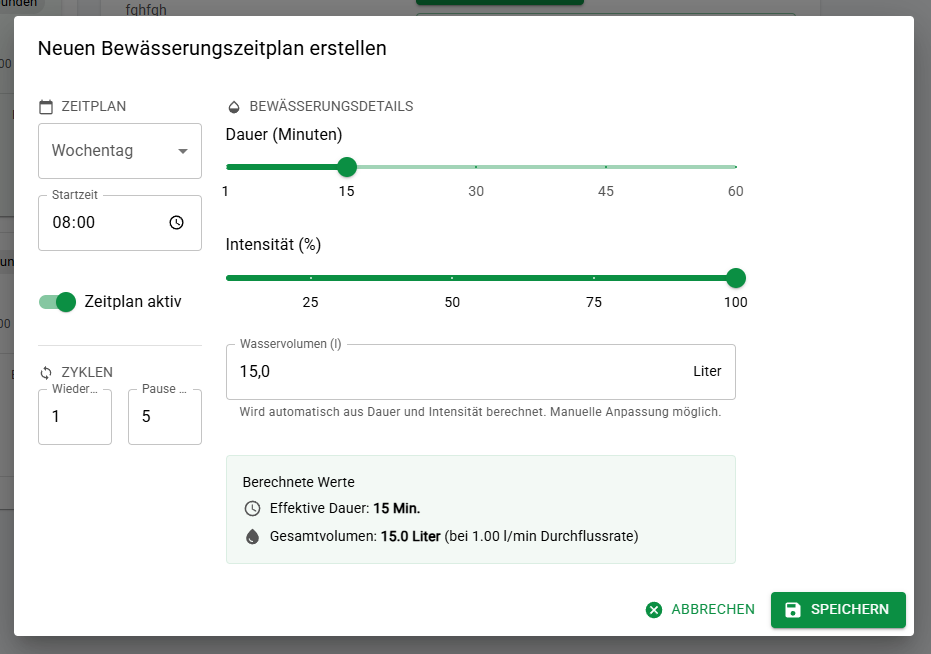 unden
fghfgh
Neuen Bewässerungszeitplan erstellen
ZEITPLAN
Wochentag
Startzeit
08:00
Zeitplan aktiv
ZYKLEN
Wieder...
1
Pause ...
5
BEWÄSSERUNGSDETAILS
Dauer (Minuten)
1 15 30 45 60
Intensität (%)
25 50 75 100
Wasservolumen (l)
15,0 Liter
Wird automatisch aus Dauer und Intensität berechnet. Manuelle Anpassung möglich.
Berechnete Werte
Effektive Dauer: 15 Min.
Gesamtvolumen: 15.0 Liter (bei 1.00 l/min Durchflussrate)
ABBRECHEN
SPEICHERN